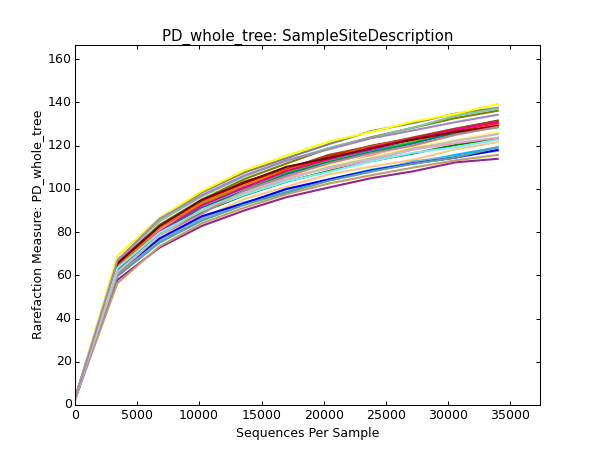 PD_whole_tree: SampleSiteDescription
Rarefaction Measure: PD_whole_tree
160
140
120
100
80
60
40
20
0
0 5000 10000 15000 20000 25000 30000 35000
Sequences Per Sample